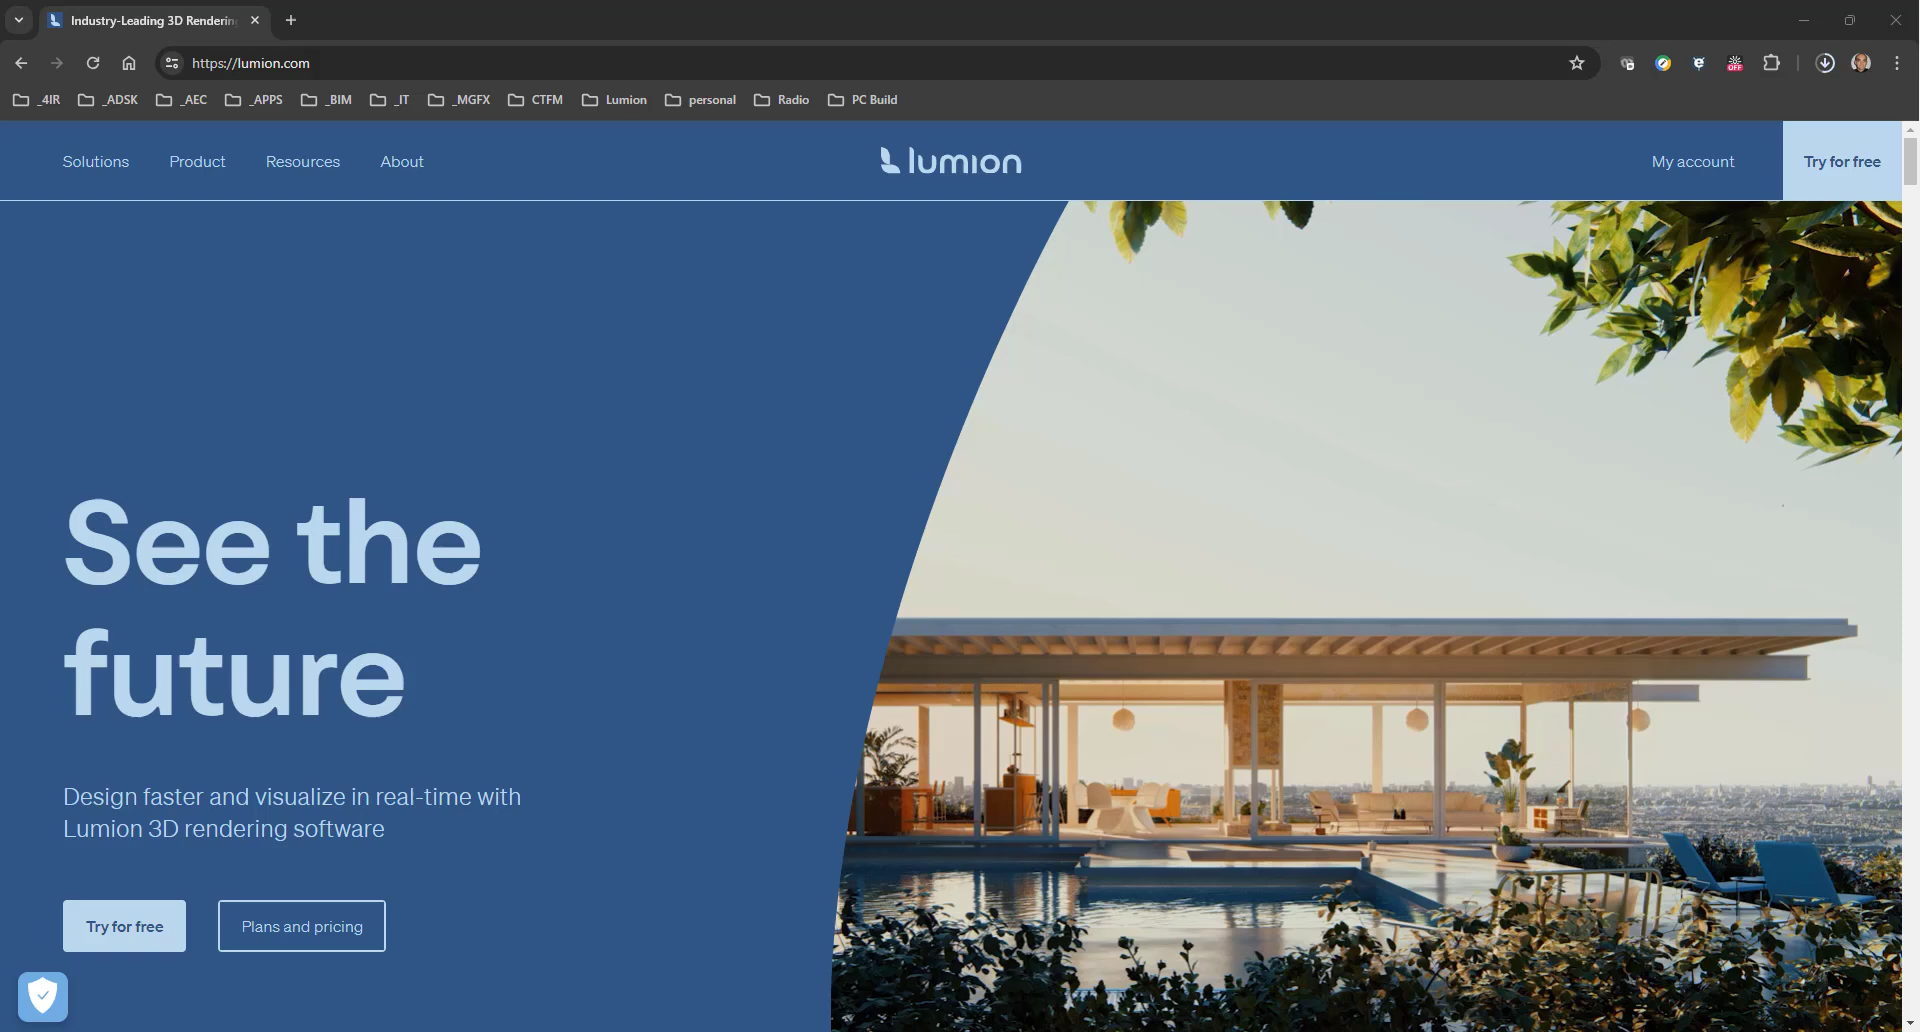 Industry-Leading 3D Renderin
https://lumion.com
_4IR _ADSK _AEC _APPS _BIM _IT _MGFX CTFM Lumion personal Radio PC Build
OFF
Solutions Product Resources About lumion My account Try for free
See the
future
Design faster and visualize in real-time with
Lumion 3D rendering software
Try for free Plans and pricing